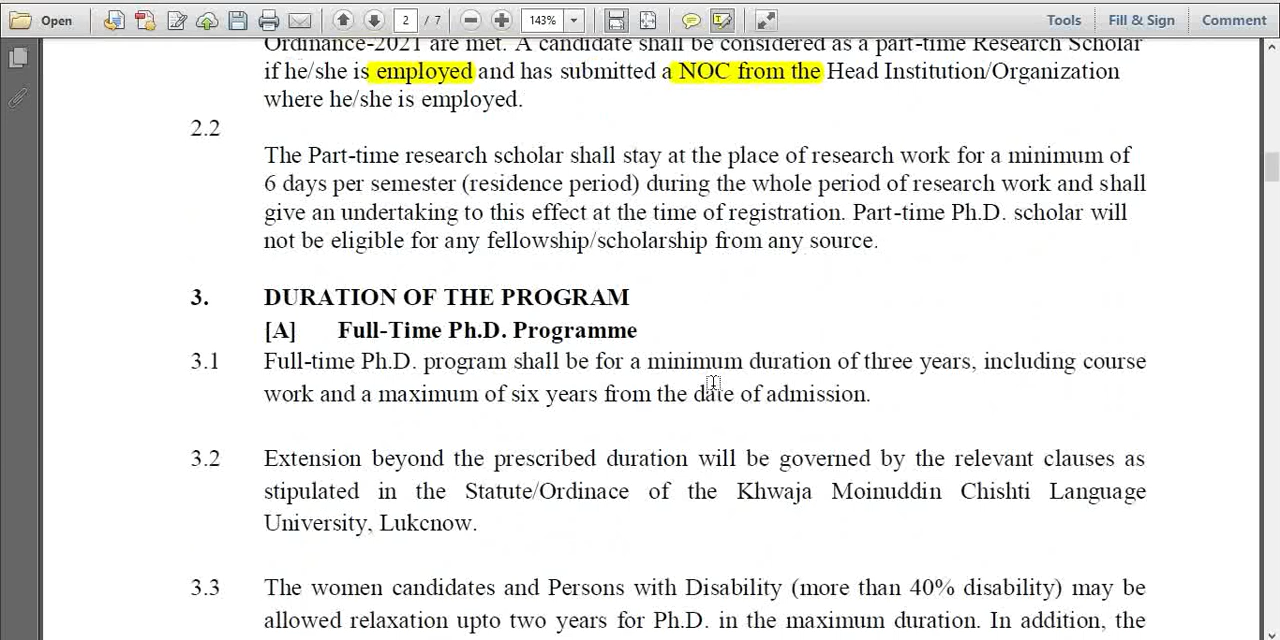 Open
2 / 7
143%
Tools
Fill & Sign
Comment
Ordinance-2021 are met. A candidate shall be considered as a part-time Research Scholar
if he/she is employed and has submitted a NOC from the Head Institution/Organization
where he/she is employed.
2.2
The Part-time research scholar shall stay at the place of research work for a minimum of
6 days per semester (residence period) during the whole period of research work and shall
give an undertaking to this effect at the time of registration. Part-time Ph.D. scholar will
not be eligible for any fellowship/scholarship from any source.
3. DURATION OF THE PROGRAM
[A] Full-Time Ph.D. Programme
3.1 Full-time Ph.D. program shall be for a minimum duration of three years, including course
work and a maximum of six years from the date of admission.
3.2 Extension beyond the prescribed duration will be governed by the relevant clauses as
stipulated in the Statute/Ordinace of the Khwaja Moinuddin Chishti Language
University, Lukcnow.
3.3 The women candidates and Persons with Disability (more than 40% disability) may be
allowed relaxation upto two years for Ph.D. in the maximum duration. In addition, the